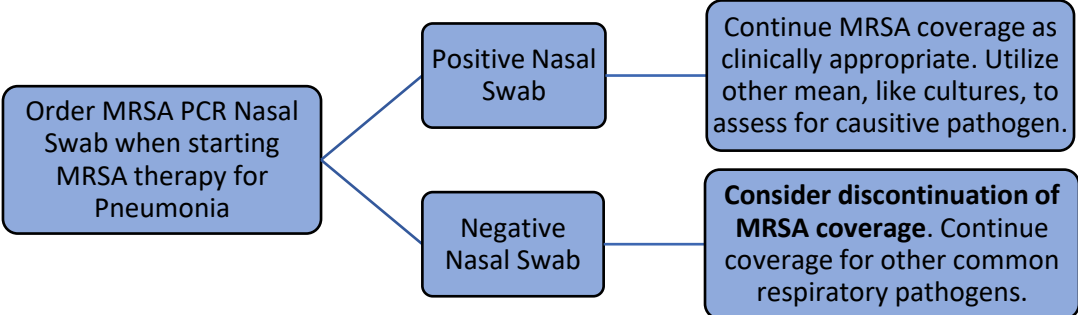 Order MRSA PCR Nasal
Swab when starting
MRSA therapy for
Pneumonia
Positive Nasal
Swab
Continue MRSA coverage as
clinically appropriate. Utilize
other mean, like cultures, to
assess for causitive pathogen.
Negative
Nasal Swab
Consider discontinuation of
MRSA coverage. Continue
coverage for other common
respiratory pathogens.